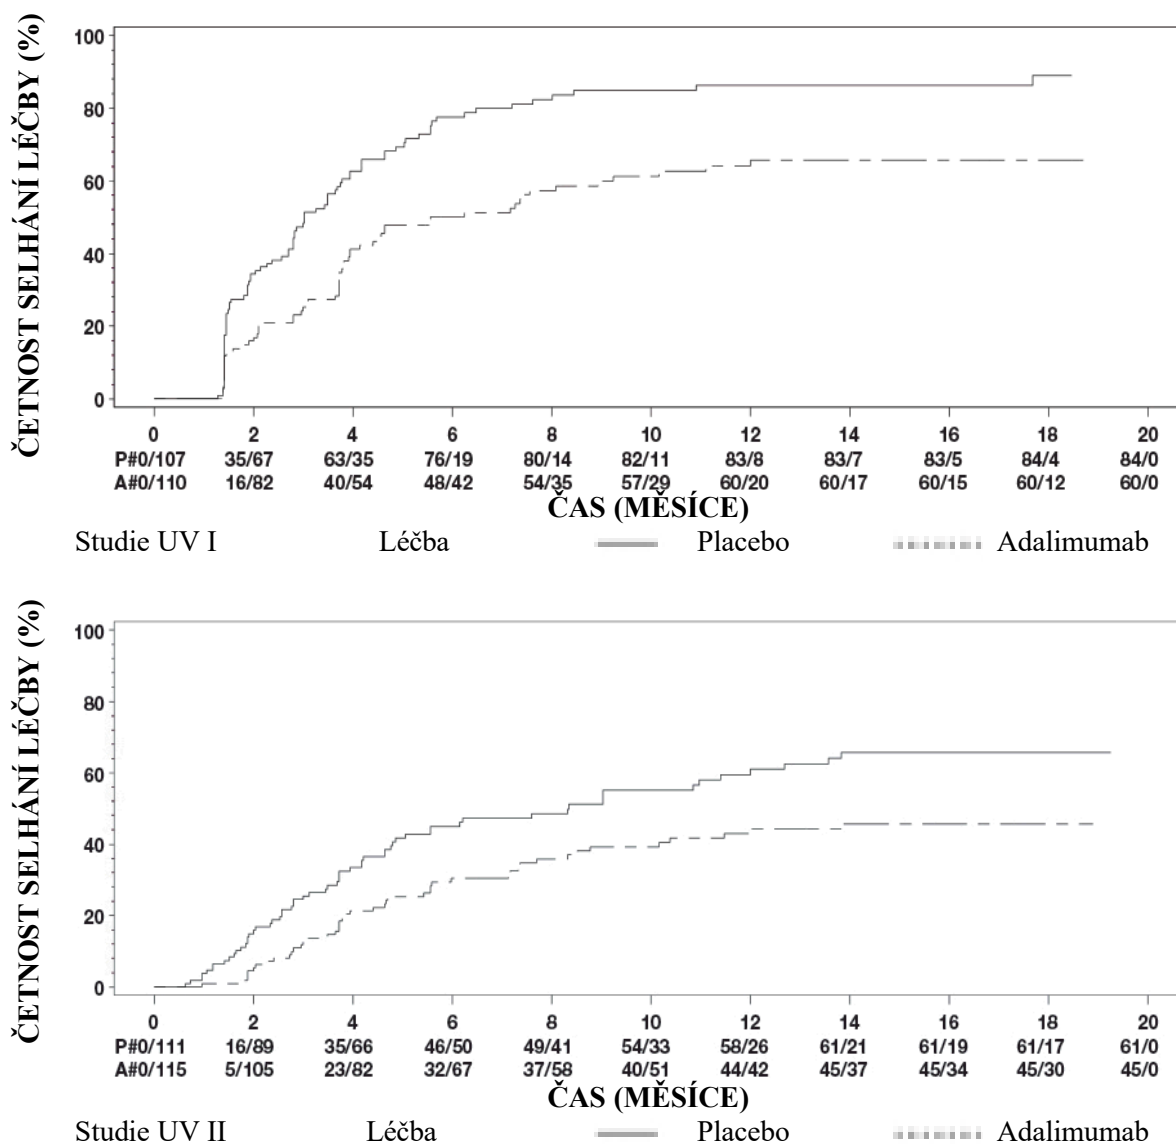 ČETNOST SELHÁNÍ LÉČBY (%)
100
80
60
40
20
0
0 2 4 6 8 10 12 14 16 18 20
P#0/107 35/67 63/35 76/19 80/14 82/11 83/8 83/7 83/5 84/4 84/0
A#0/110 16/82 40/54 48/42 54/35 57/29 60/20 60/17 60/15 60/12 60/0
ČAS (MĚSÍCE)
Studie UV I Léčba Placebo Adalimumab
ČETNOST SELHÁNÍ LÉČBY (%)
100
80
60
40
20
0
0 2 4 6 8 10 12 14 16 18 20
P#0/111 16/89 35/66 46/50 49/41 54/33 58/26 61/21 61/19 61/17 61/0
A#0/115 5/105 23/82 32/67 37/58 40/51 44/42 45/37 45/34 45/30 45/0
ČAS (MĚSÍCE)
Studie UV II Léčba Placebo Adalimumab